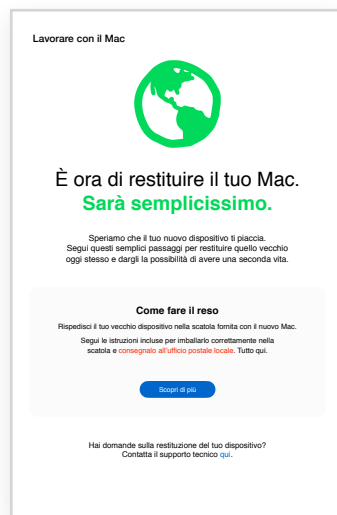 Lavorare con il Mac
È ora di restituire il tuo Mac.
Sarà semplicissimo.
Speriamo che il tuo nuovo dispositivo ti piaccia.
Segui questi semplici passaggi per restituire quello vecchio
oggi stesso e dargli la possibilità di avere una seconda vita.
Come fare il reso
Rispedisci il tuo vecchio dispositivo nella scatola fornita con il nuovo Mac.
Segui le istruzioni incluse per imballarlo correttamente nella
scatola e consegnalo all'ufficio postale locale. Tutto qui.
Scopri di più
Hai domande sulla restituzione del tuo dispositivo?
Contatta il supporto tecnico qui.